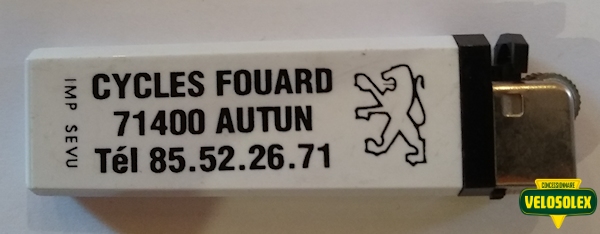 IMP SEVU
CYCLES FOUARD
71400 AUTUN
Tél 85.52.26.71
CONCESSIONNAIRE
VELOSOLEX